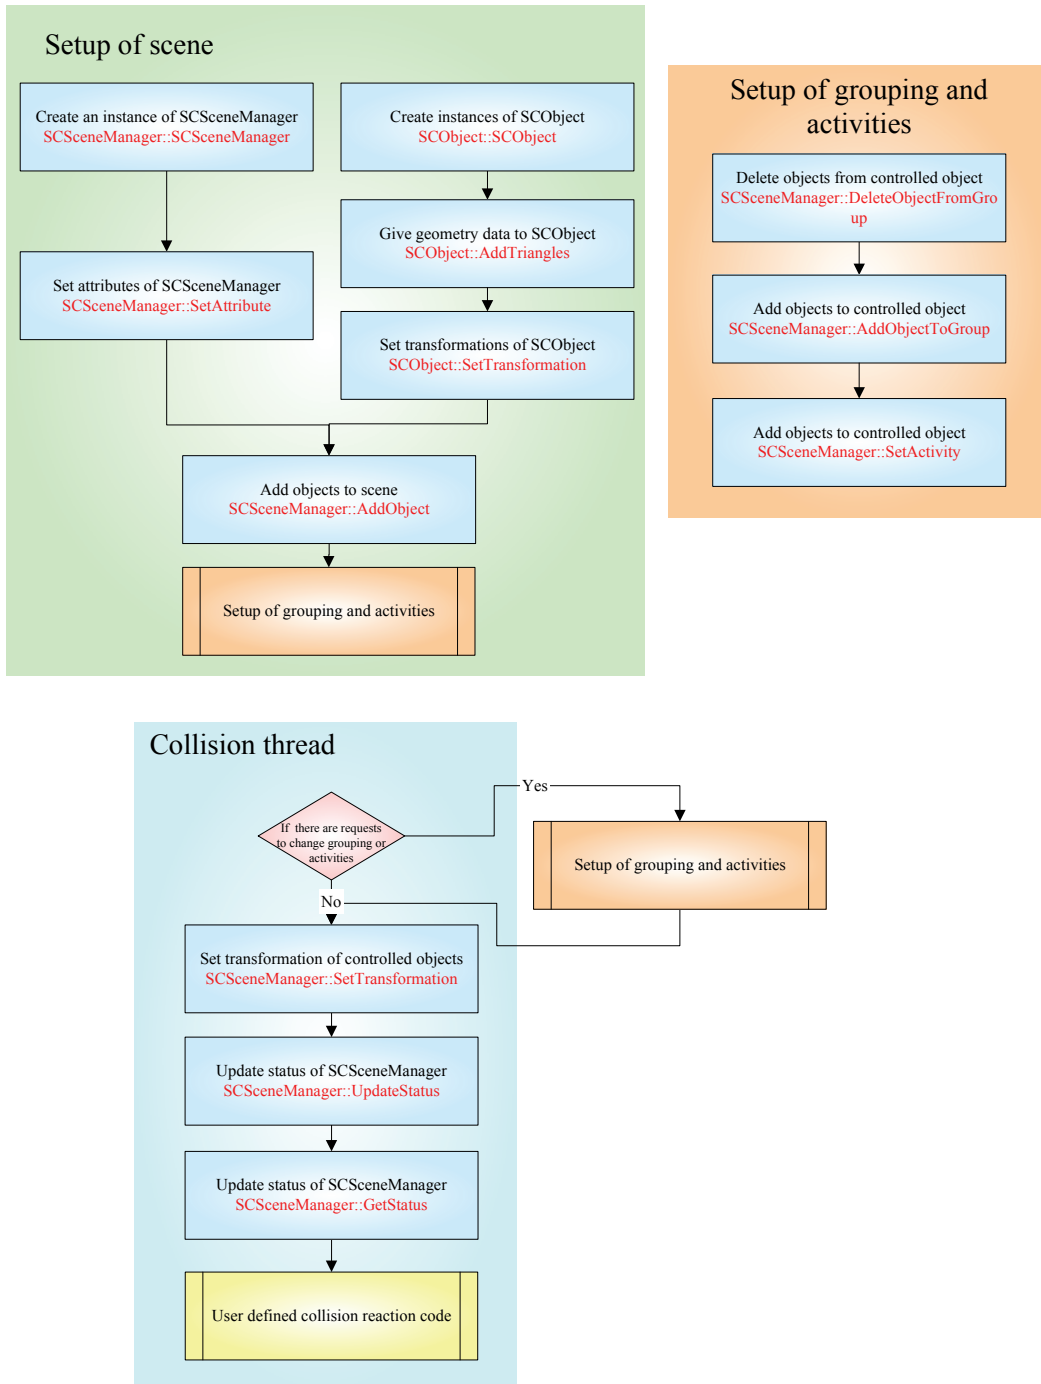 Setup of scene
Create an instance of SCSceneManager
SCSceneManager::SCSceneManager
Set attributes of SCSceneManager
SCSceneManager::SetAttribute
Create instances of SCObject
SCObject::SCObject
Give geometry data to SCObject
SCObject::AddTriangles
Set transformations of SCObject
SCObject::SetTransformation
Add objects to scene
SCSceneManager::AddObject
Setup of grouping and activities
Setup of grouping and
activities
Delete objects from controlled object
SCSceneManager::DeleteObjectFromGro
up
Add objects to controlled object
SCSceneManager::AddObjectToGroup
Add objects to controlled object
SCSceneManager::SetActivity
Collision thread
If there are requests
to change grouping or
activities
Yes
Setup of grouping and activities
No
Set transformation of controlled objects
SCSceneManager::SetTransformation
Update status of SCSceneManager
SCSceneManager::UpdateStatus
Update status of SCSceneManager
SCSceneManager::GetStatus
User defined collision reaction code